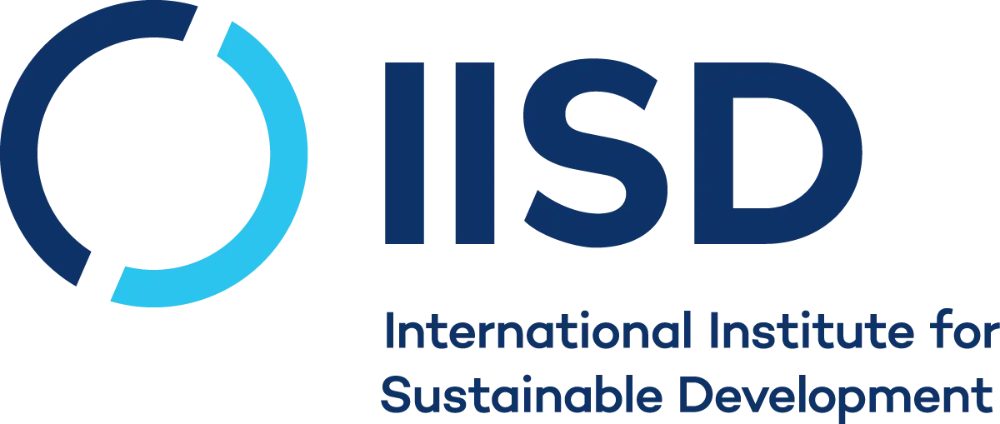 IISD
International Institute for
Sustainable Development